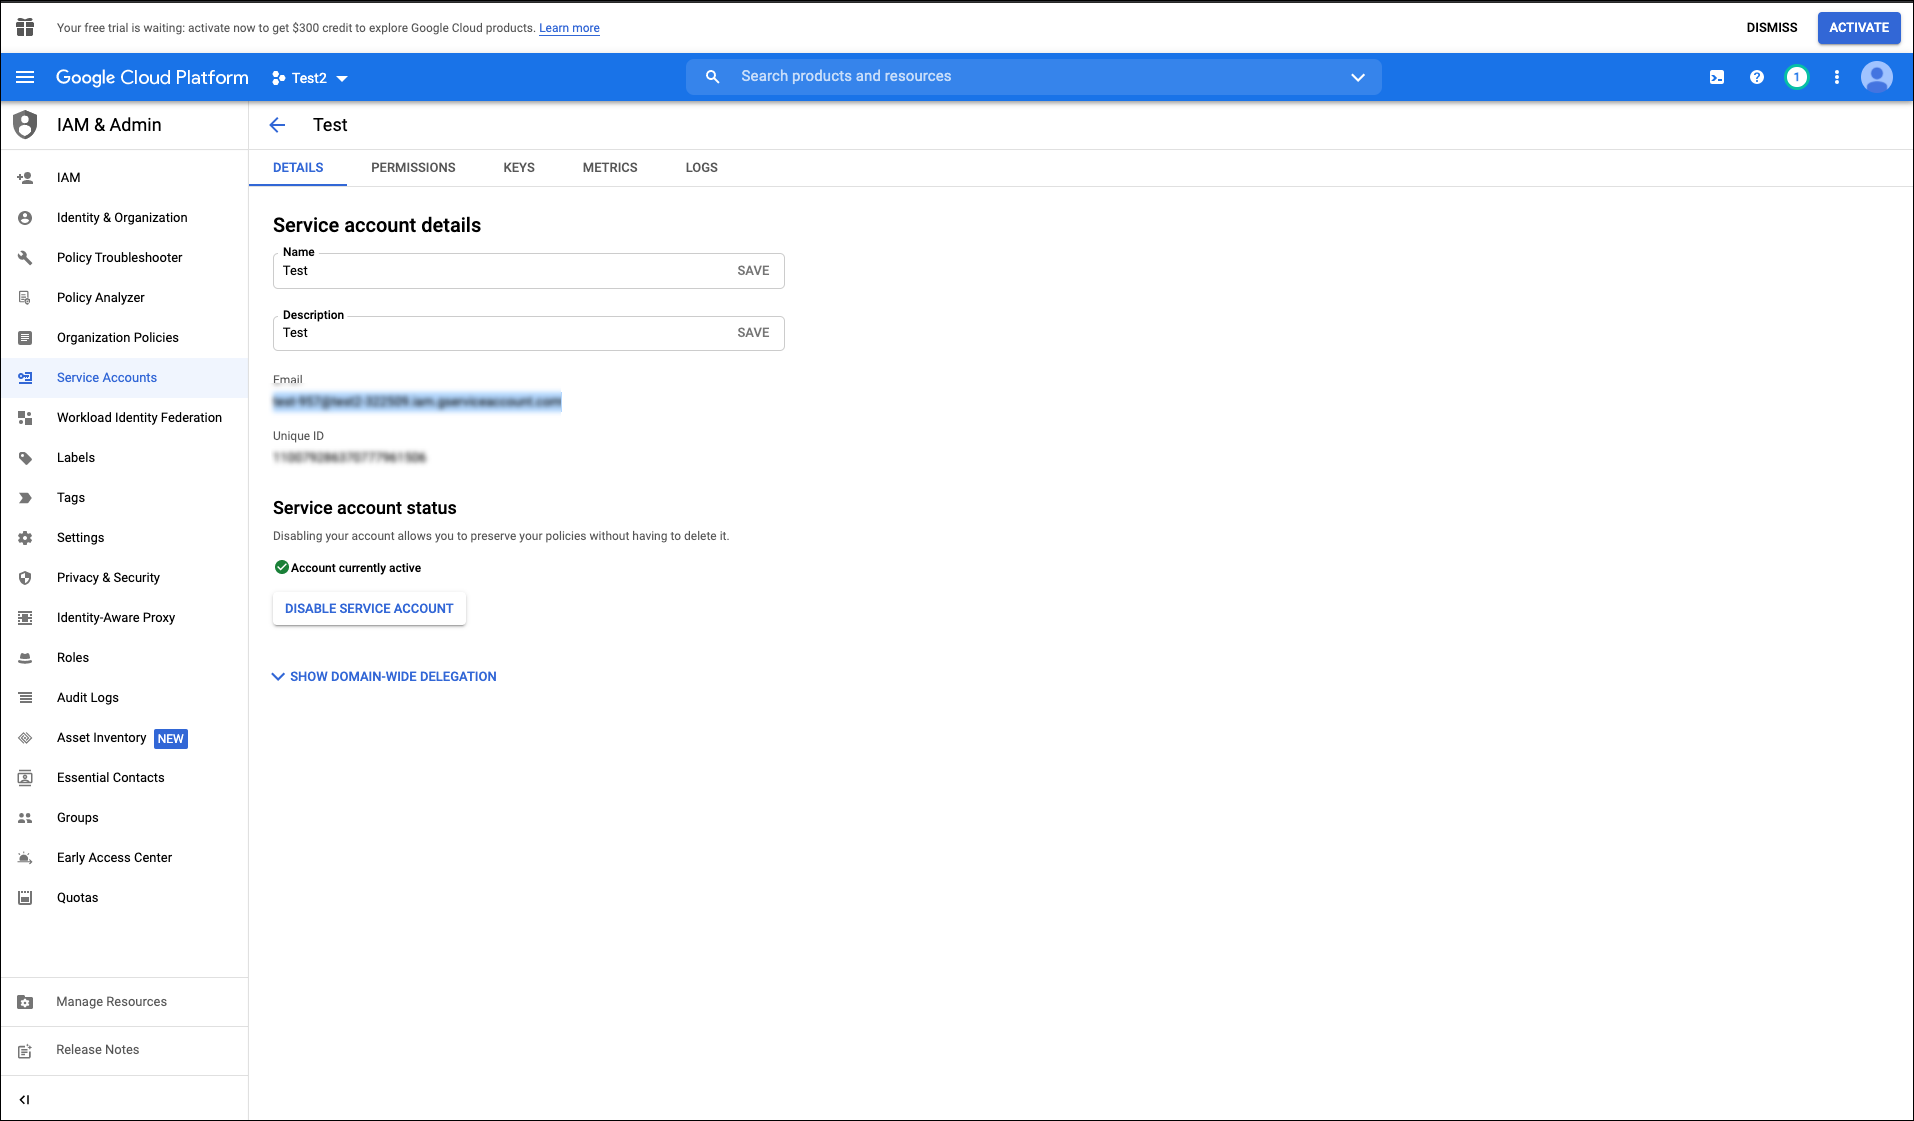 Your free trial is waiting: activate now to get $300 credit to explore Google Cloud products. Learn more
DISMISS
ACTIVATE
Google Cloud Platform
Test2
Search products and resources
1
IAM & Admin
Test
DETAILS
PERMISSIONS
KEYS
METRICS
LOGS
IAM
Identity & Organization
Policy Troubleshooter
Policy Analyzer
Organization Policies
Service Accounts
Workload Identity Federation
Labels
Tags
Settings
Privacy & Security
Identity-Aware Proxy
Roles
Audit Logs
Asset Inventory NEW
Essential Contacts
Groups
Early Access Center
Quotas
Manage Resources
Release Notes
Service account details
Name
Test
SAVE
Description
Test
SAVE
Email
Unique ID
Service account status
Disabling your account allows you to preserve your policies without having to delete it.
Account currently active
DISABLE SERVICE ACCOUNT
SHOW DOMAIN-WIDE DELEGATION